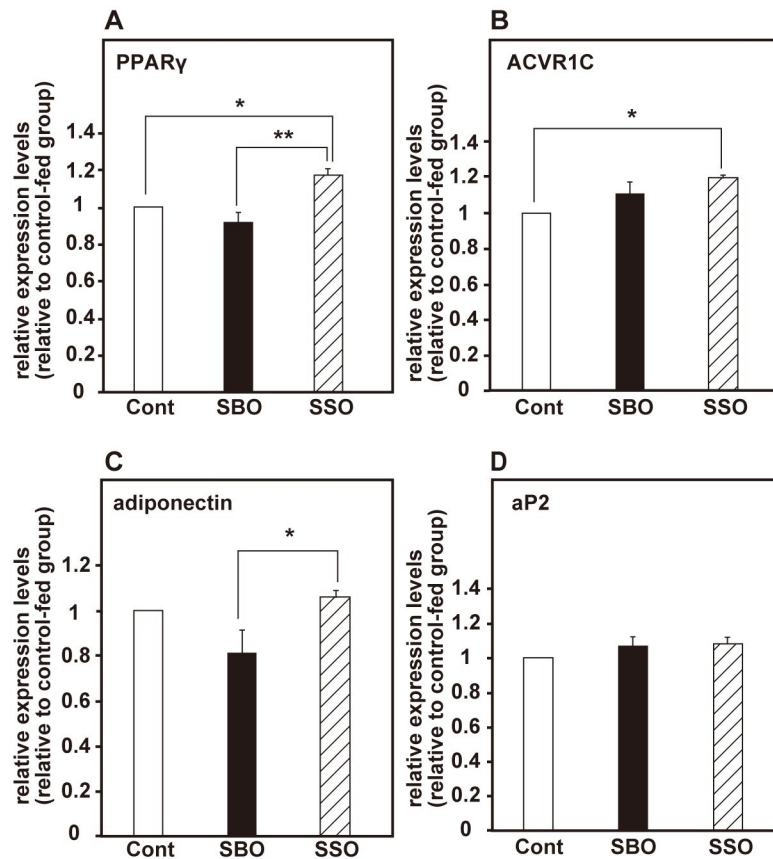 A
PPARγ
*
**
relative expression levels
(relative to control-fed group)
1.4
1.2
1
0.8
0.6
0.4
0.2
0
Cont SBO SSO
B
ACVR1C
*
relative expression levels
(relative to control-fed group)
1.4
1.2
1
0.8
0.6
0.4
0.2
0
Cont SBO SSO
C
adiponectin
*
relative expression levels
(relative to control-fed group)
1.2
1
0.8
0.6
0.4
0.2
0
Cont SBO SSO
D
aP2
relative expression levels
(relative to control-fed group)
1.4
1.2
1
0.8
0.6
0.4
0.2
0
Cont SBO SSO